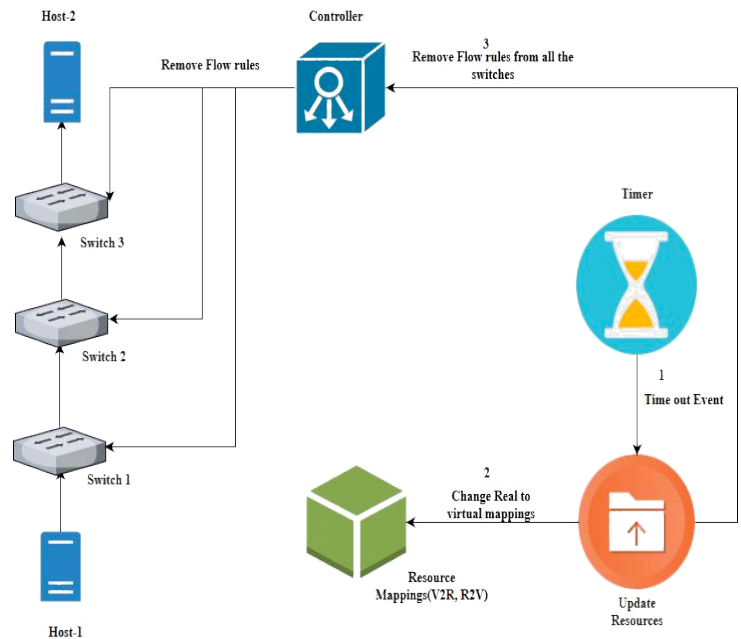 Host-2
Controller
3
Remove Flow rules from all the
switches
Remove Flow rules
Timer
Switch 3
Switch 2
1
Time out Event
Switch 1
2
Change Real to
virtual mappings
Resource
Mappings(V2R, R2V)
Update
Resources
Host-1